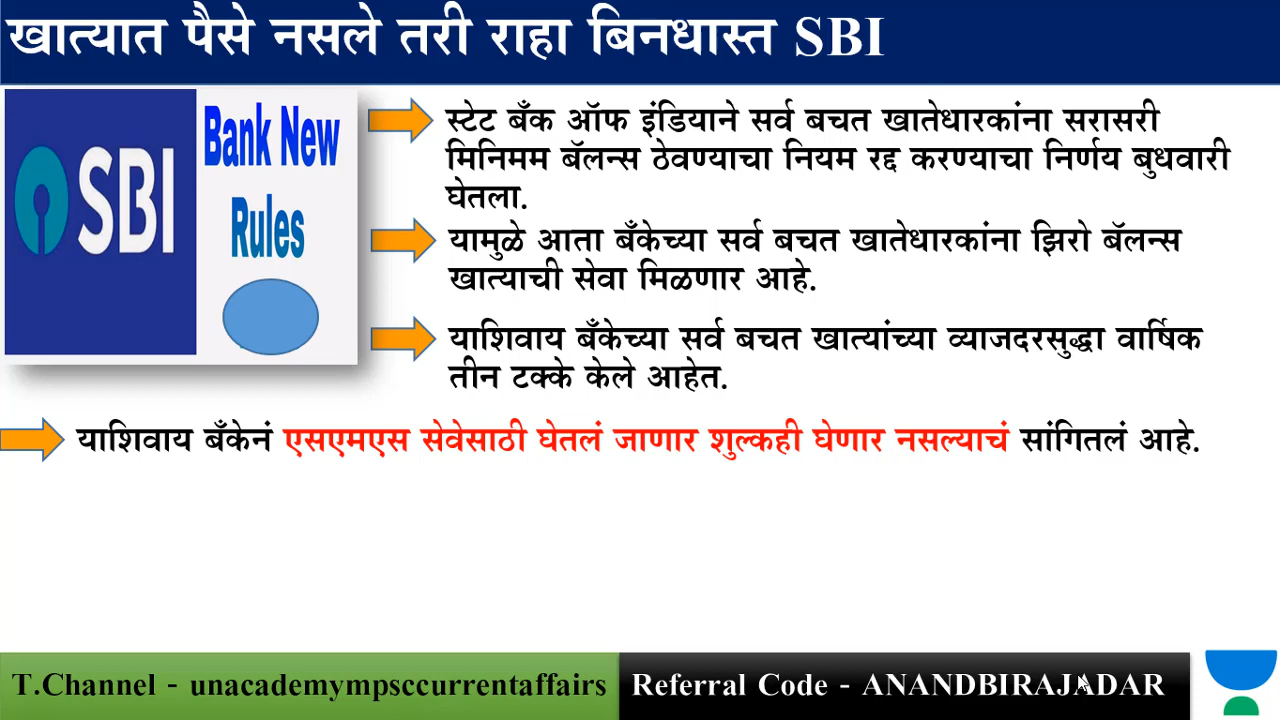 खात्यात पैसे नसले तरी राहा बिनधास्त SBI
SBI
Bank New
Rules
स्टेट बँक ऑफ इंडियाने सर्व बचत खातेधारकांना सरासरी
मिनिमम बॅलन्स ठेवण्याचा नियम रद्द करण्याचा निर्णय बुधवारी
घेतला.
यामुळे आता बँकेच्या सर्व बचत खातेधारकांना झिरो बॅलन्स
खात्याची सेवा मिळणार आहे.
याशिवाय बँकेच्या सर्व बचत खात्यांच्या व्याजदरसुद्धा वार्षिक
तीन टक्के केले आहेत.
याशिवाय बँकेनं एसएमएस सेवेसाठी घेतलं जाणार शुल्कही घेणार नसल्याचं सांगितलं आहे.
T.Channel - unacademympsccurrentaffairs
Referral Code - ANANDBIRAJADAR